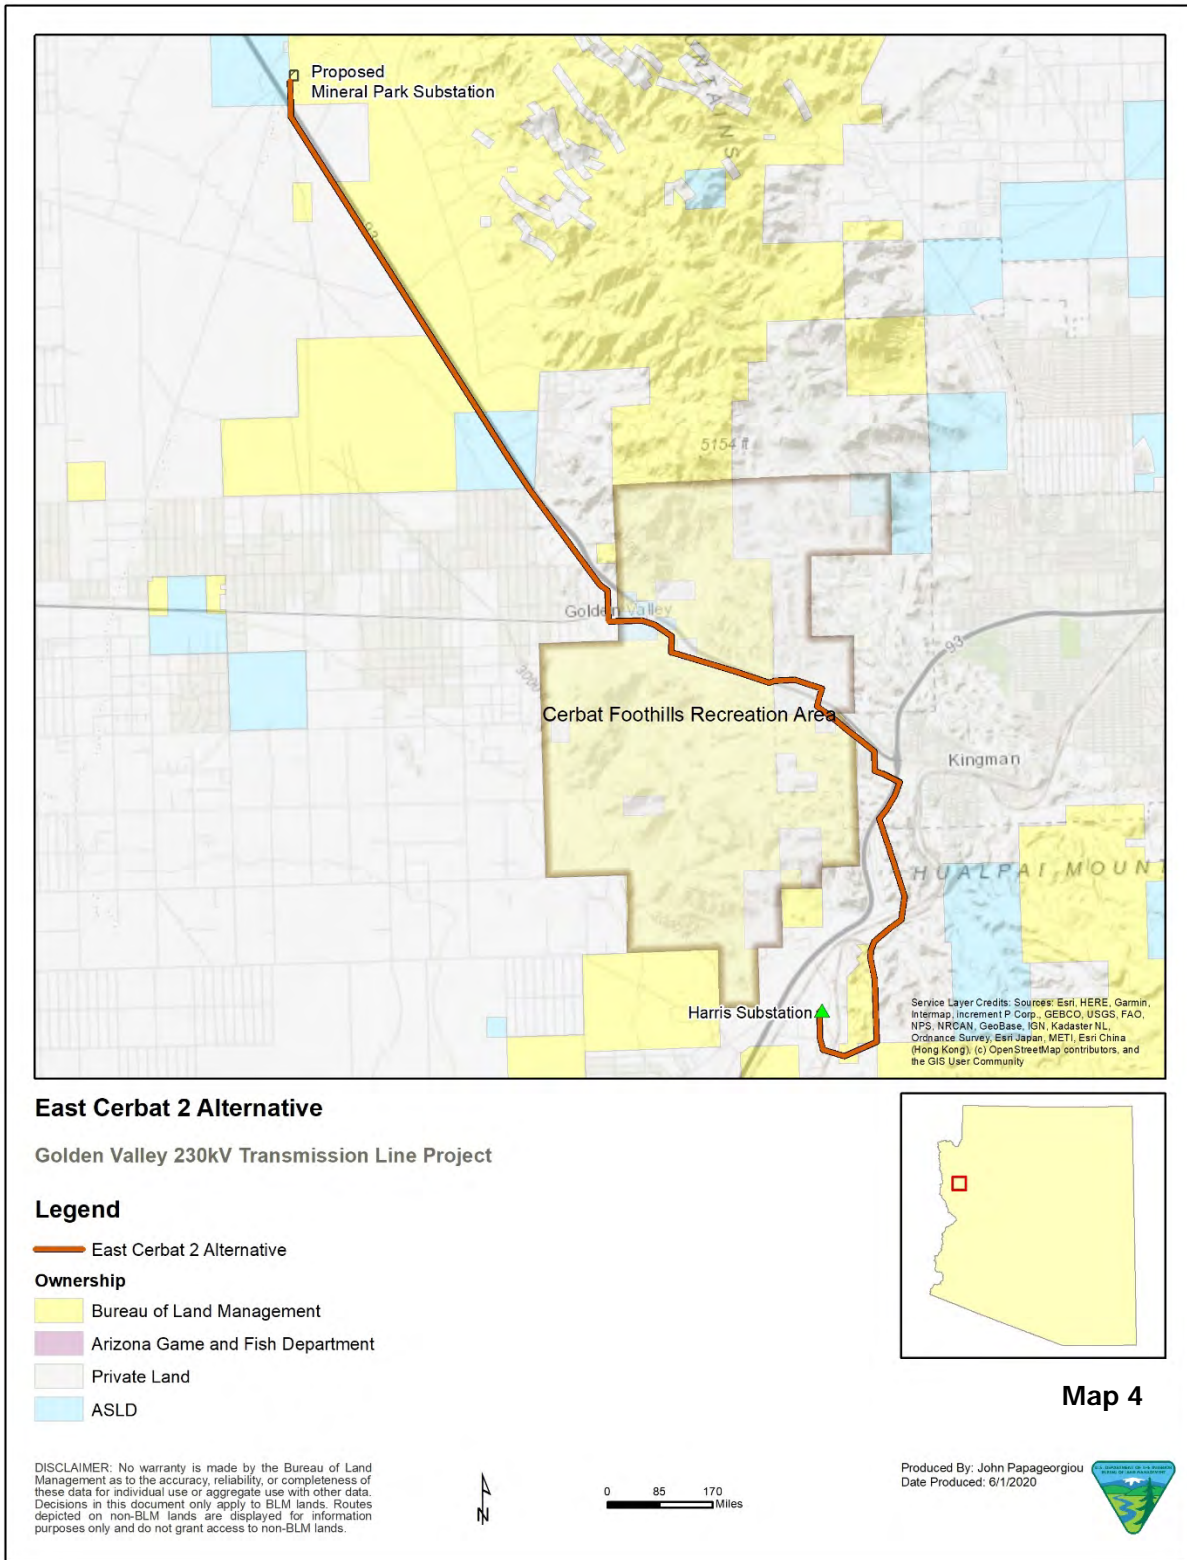 Proposed
Mineral Park Substation
93
5154 ft
Golden Valley
3000
93
Cerbat Foothills Recreation Area
Kingman
HUALPAI MOUNT
Harris Substation
Service Layer Credits: Sources: Esri, HERE, Garmin,
Intermap, increment P Corp., GEBCO, USGS, FAO,
NPS, NRCAN, GeoBase, IGN, Kadaster NL,
Ordnance Survey, Esri Japan, METI, Esri China
(Hong Kong), (c) OpenStreetMap contributors, and
the GIS User Community
East Cerbat 2 Alternative
Golden Valley 230kV Transmission Line Project
Legend
East Cerbat 2 Alternative
Ownership
Bureau of Land Management
Arizona Game and Fish Department
Private Land
ASLD
Map 4
DISCLAIMER: No warranty is made by the Bureau of Land
Management as to the accuracy, reliability, or completeness of
these data for individual use or aggregate use with other data.
Decisions in this document only apply to BLM lands. Routes
depicted on non-BLM lands are displayed for information
purposes only and do not grant access to non-BLM lands.
N
0 85 170
Miles
Produced By: John Papageorgiou
Date Produced: 6/1/2020